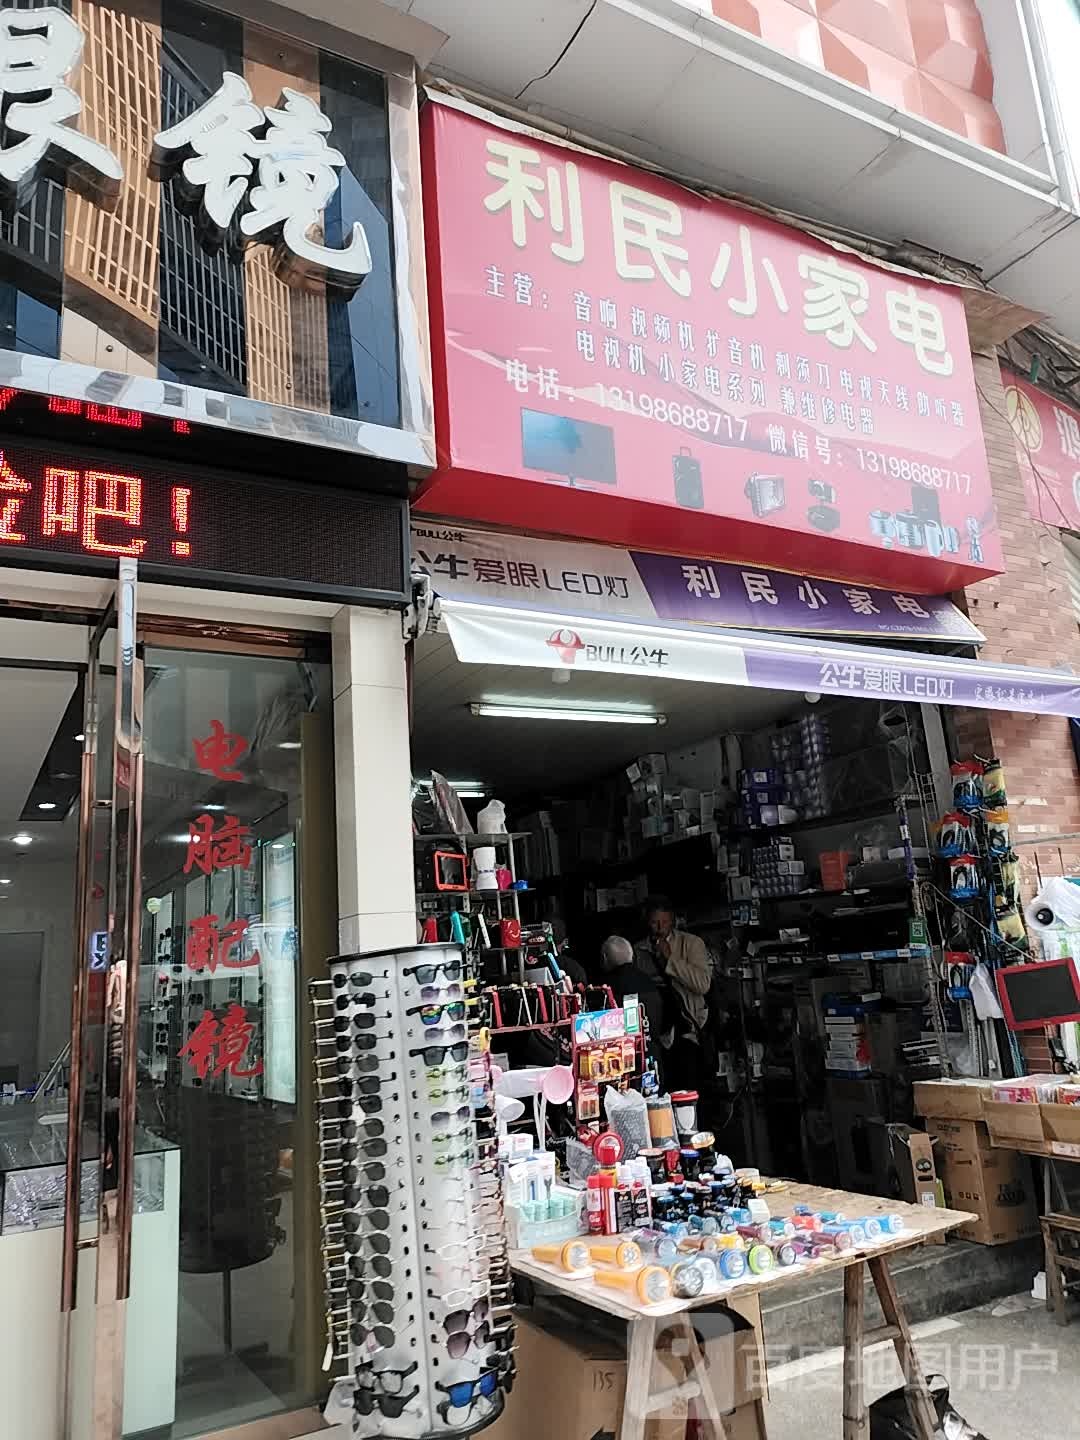 眼镜
吧！
电脑配镜
利民小家电
主营：音响 视频机 扩音机 剃须刀 电视天线 助听器
电视机 小家电系列 兼维修电器
电话：13198688717 微信号：13198688717
BULL公牛
公牛爱眼LED灯
利民小家电
BULL公牛
公牛爱眼LED灯
135
百度地图用户